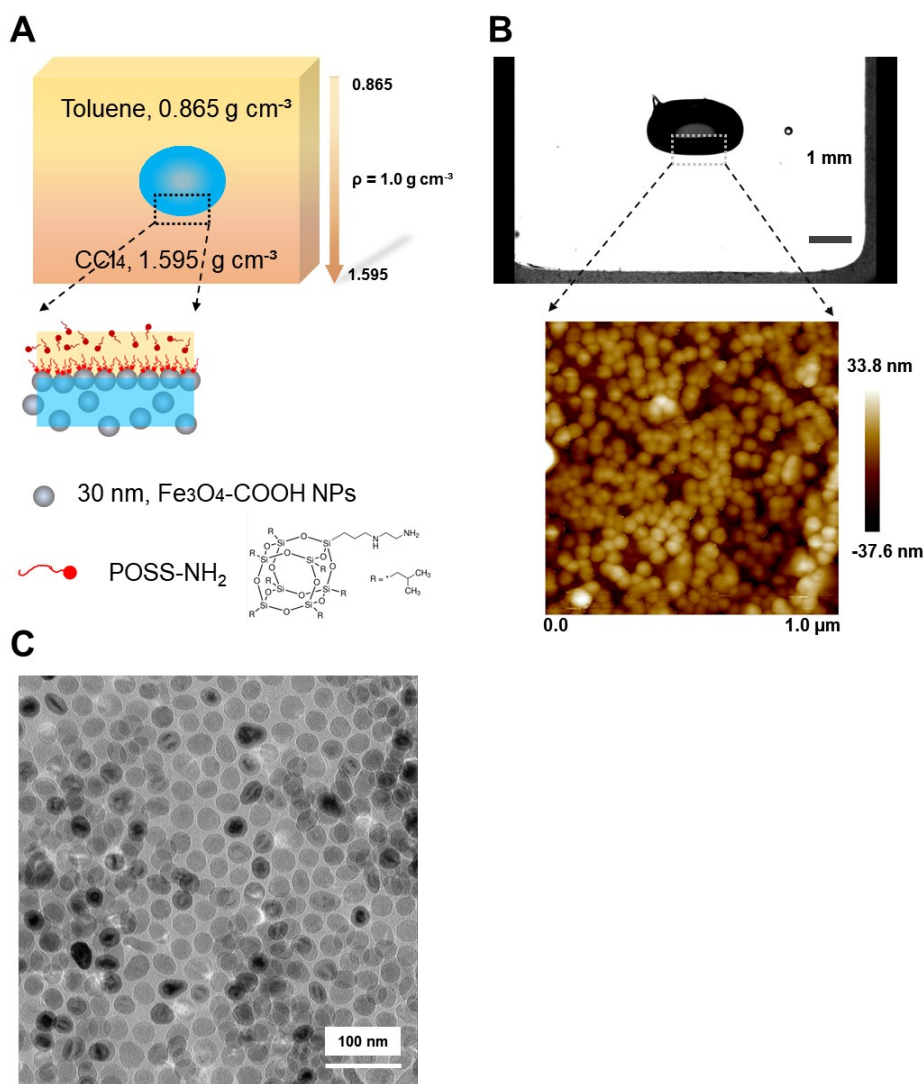 A
Toluene, 0.865 g cm⁻³
CCl₄, 1.595 g cm⁻³
0.865
ρ = 1.0 g cm⁻³
1.595
30 nm, Fe₃O₄-COOH NPs
POSS-NH₂
R
Si
O
N
H
NH₂
R =
CH₃
CH₃
B
1 mm
33.8 nm
-37.6 nm
0.0
1.0 µm
C
100 nm